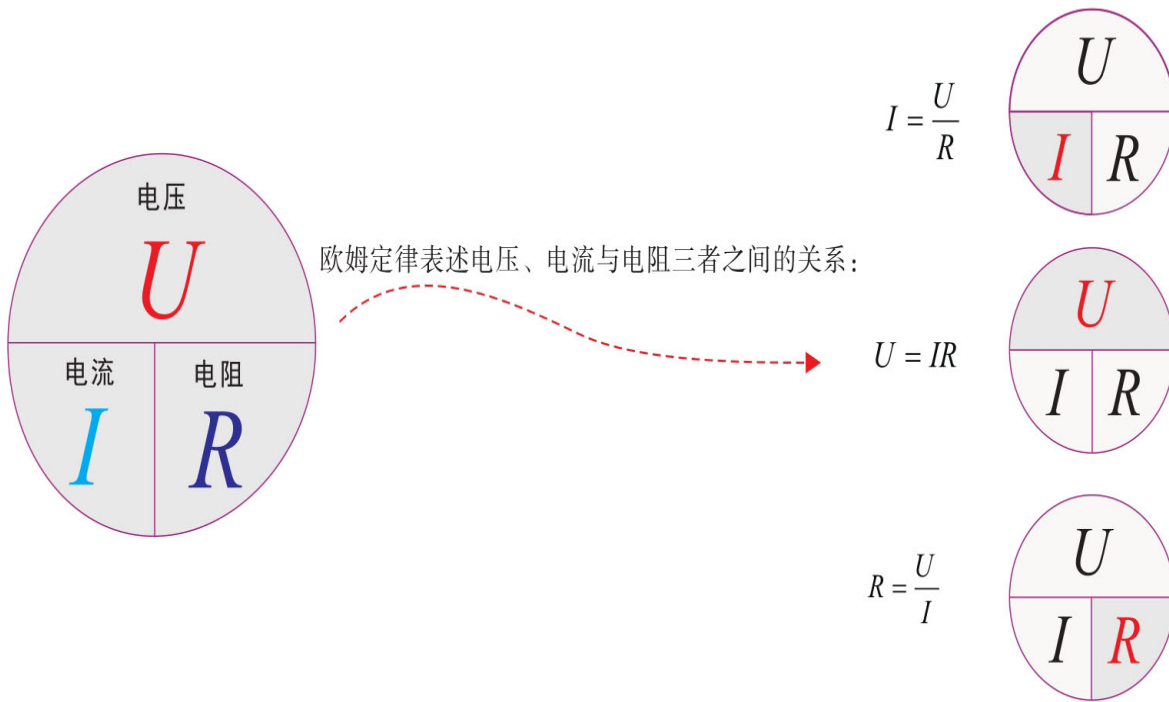 电压
U
电流 电阻
I R
欧姆定律表述电压、电流与电阻三者之间的关系：
I = U/R
U
I R
U = IR
U
I R
R = U/I
U
I R